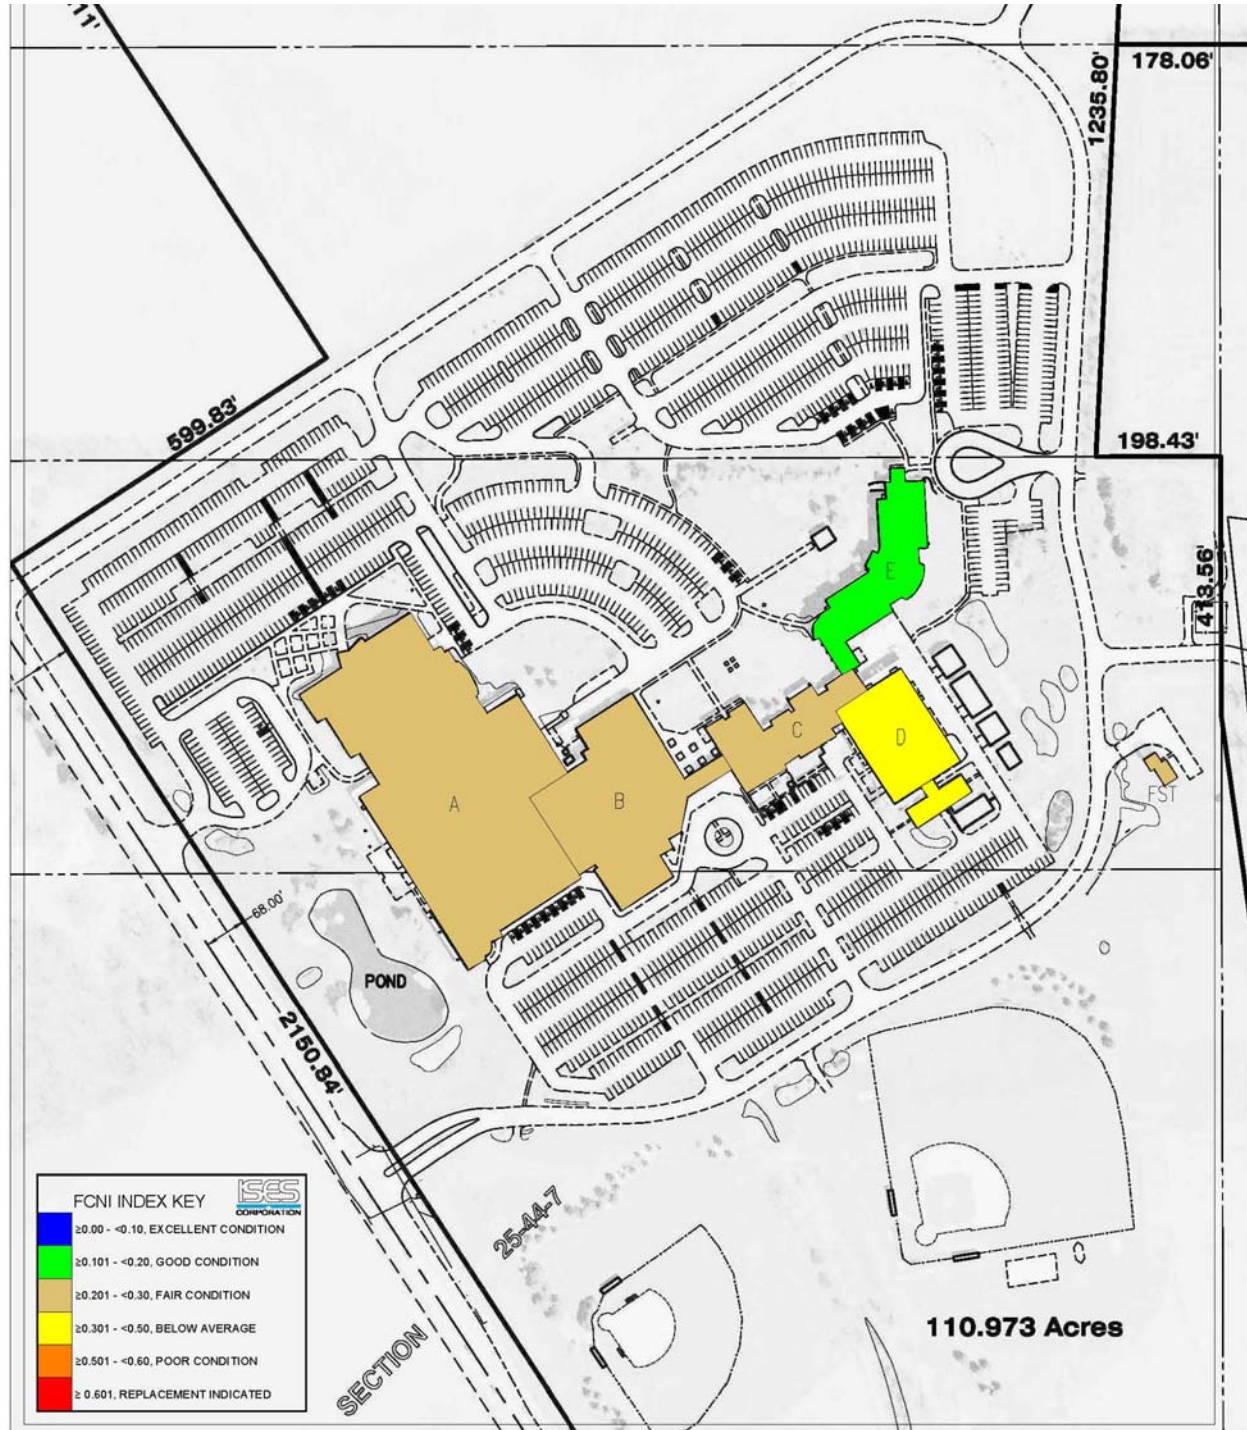 11'
178.06'
1235.80'
599.83'
198.43'
413.56'
E
C
D
A
B
FST
68.00'
POND
2150.84'
FCNI INDEX KEY
ISES
CORPORATION
≥0.00 - <0.10, EXCELLENT CONDITION
≥0.101 - <0.20, GOOD CONDITION
≥0.201 - <0.30, FAIR CONDITION
≥0.301 - <0.50, BELOW AVERAGE
≥0.501 - <0.60, POOR CONDITION
≥ 0.601, REPLACEMENT INDICATED
25-44-7
SECTION
110.973 Acres